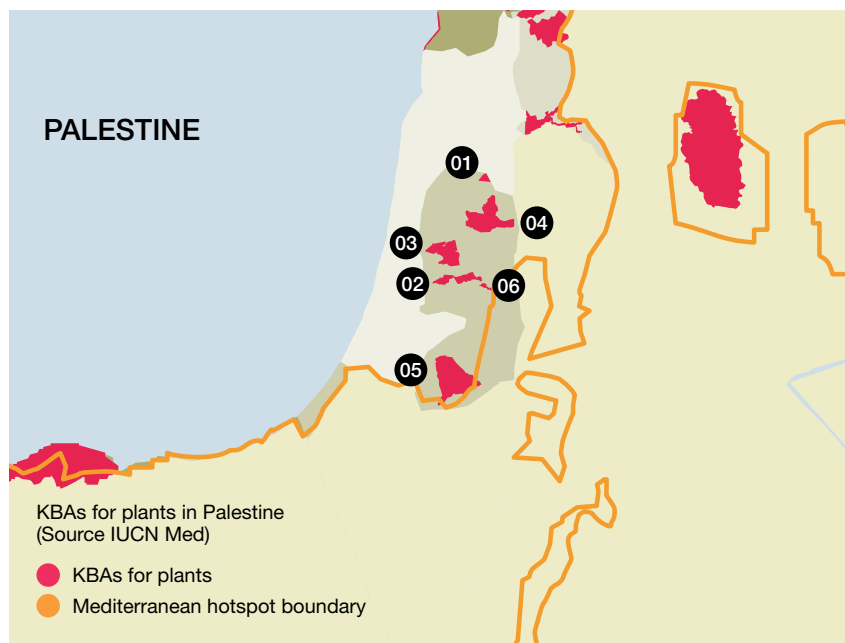 PALESTINE
01
04
03
02
06
05
KBAs for plants in Palestine
(Source IUCN Med)
KBAs for plants
Mediterranean hotspot boundary